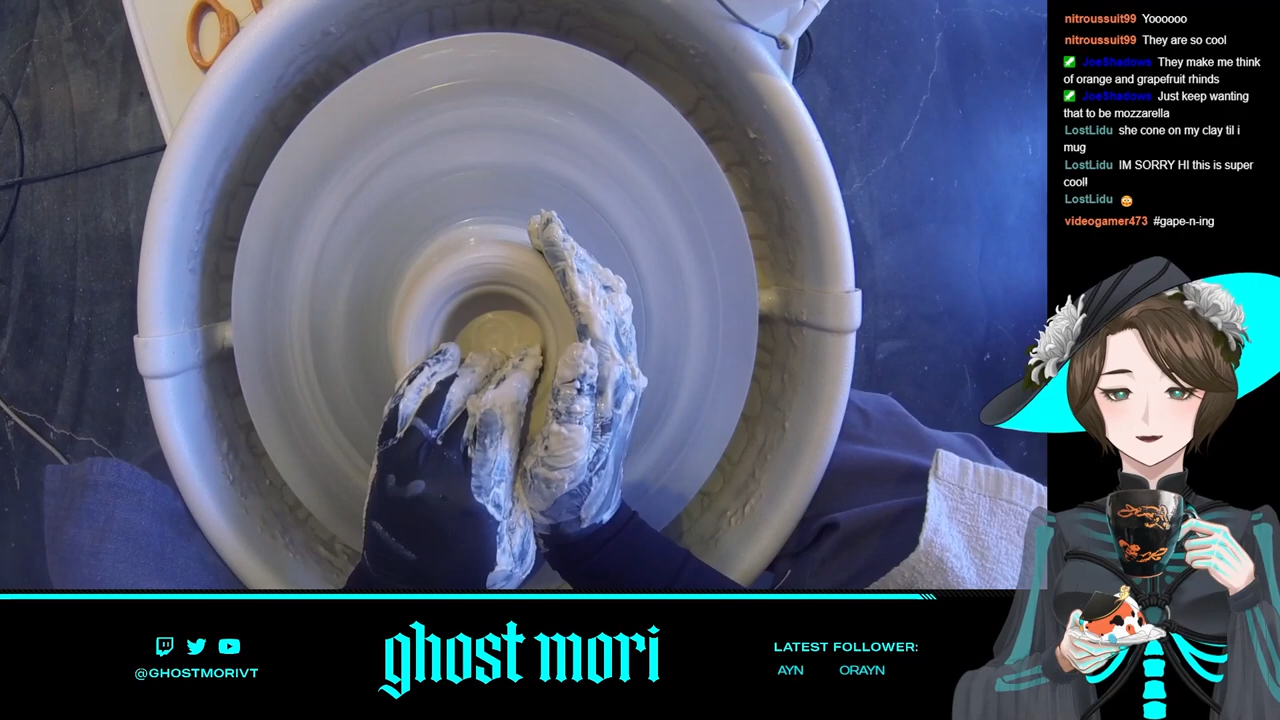 nitroussuit99 Yoooooo
nitroussuit99 They are so cool
JoeShadows They make me think
of orange and grapefruit rhinds
JoeShadows Just keep wanting
that to be mozzarella
LostLidu she cone on my clay til i
mug
LostLidu IM SORRY HI this is super
cool!
LostLidu
videogamer473 #gape-n-ing
ghost mori
@GHOSTMORIVT
LATEST FOLLOWER:
AYN ORAYN